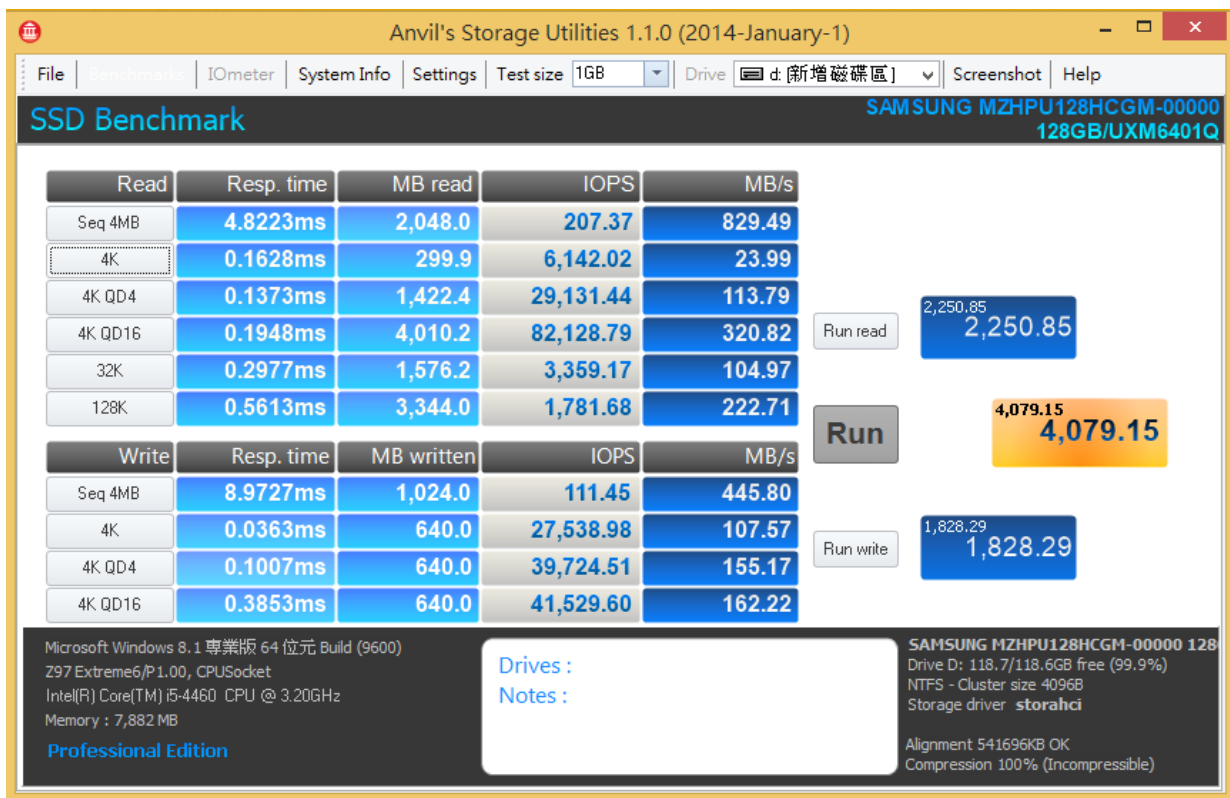 Anvil's Storage Utilities 1.1.0 (2014-January-1)
File Benchmarks IOmeter System Info Settings Test size 1GB Drive d: [新增磁碟區] Screenshot Help
SSD Benchmark
SAMSUNG MZHPU128HCGM-00000
128GB/UXM6401Q
Read Resp. time MB read IOPS MB/s
Seq 4MB 4.8223ms 2,048.0 207.37 829.49
4K 0.1628ms 299.9 6,142.02 23.99
4K QD4 0.1373ms 1,422.4 29,131.44 113.79
4K QD16 0.1948ms 4,010.2 82,128.79 320.82 Run read
2,250.85
2,250.85
32K 0.2977ms 1,576.2 3,359.17 104.97
128K 0.5613ms 3,344.0 1,781.68 222.71
Run
4,079.15
4,079.15
Write Resp. time MB written IOPS MB/s
Seq 4MB 8.9727ms 1,024.0 111.45 445.80
4K 0.0363ms 640.0 27,538.98 107.57
Run write
1,828.29
1,828.29
4K QD4 0.1007ms 640.0 39,724.51 155.17
4K QD16 0.3853ms 640.0 41,529.60 162.22
Microsoft Windows 8.1 專業版 64 位元 Build (9600)
Z97 Extreme6/P1.00, CPUSocket
Intel(R) Core(TM) i5-4460 CPU @ 3.20GHz
Memory : 7,882 MB
Professional Edition
Drives :
Notes :
SAMSUNG MZHPU128HCGM-00000 128
Drive D: 118.7/118.6GB free (99.9%)
NTFS - Cluster size 4096B
Storage driver storahci
Alignment 541696KB OK
Compression 100% (Incompressible)